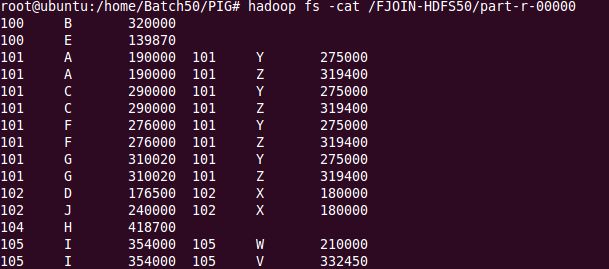 root@ubuntu:/home/Batch50/PIG# hadoop fs -cat /FJOIN-HDFS50/part-r-00000
100 B 320000
100 E 139870
101 A 190000 101 Y 275000
101 A 190000 101 Z 319400
101 C 290000 101 Y 275000
101 C 290000 101 Z 319400
101 F 276000 101 Y 275000
101 F 276000 101 Z 319400
101 G 310020 101 Y 275000
101 G 310020 101 Z 319400
102 D 176500 102 X 180000
102 J 240000 102 X 180000
104 H 418700
105 I 354000 105 W 210000
105 I 354000 105 V 332450